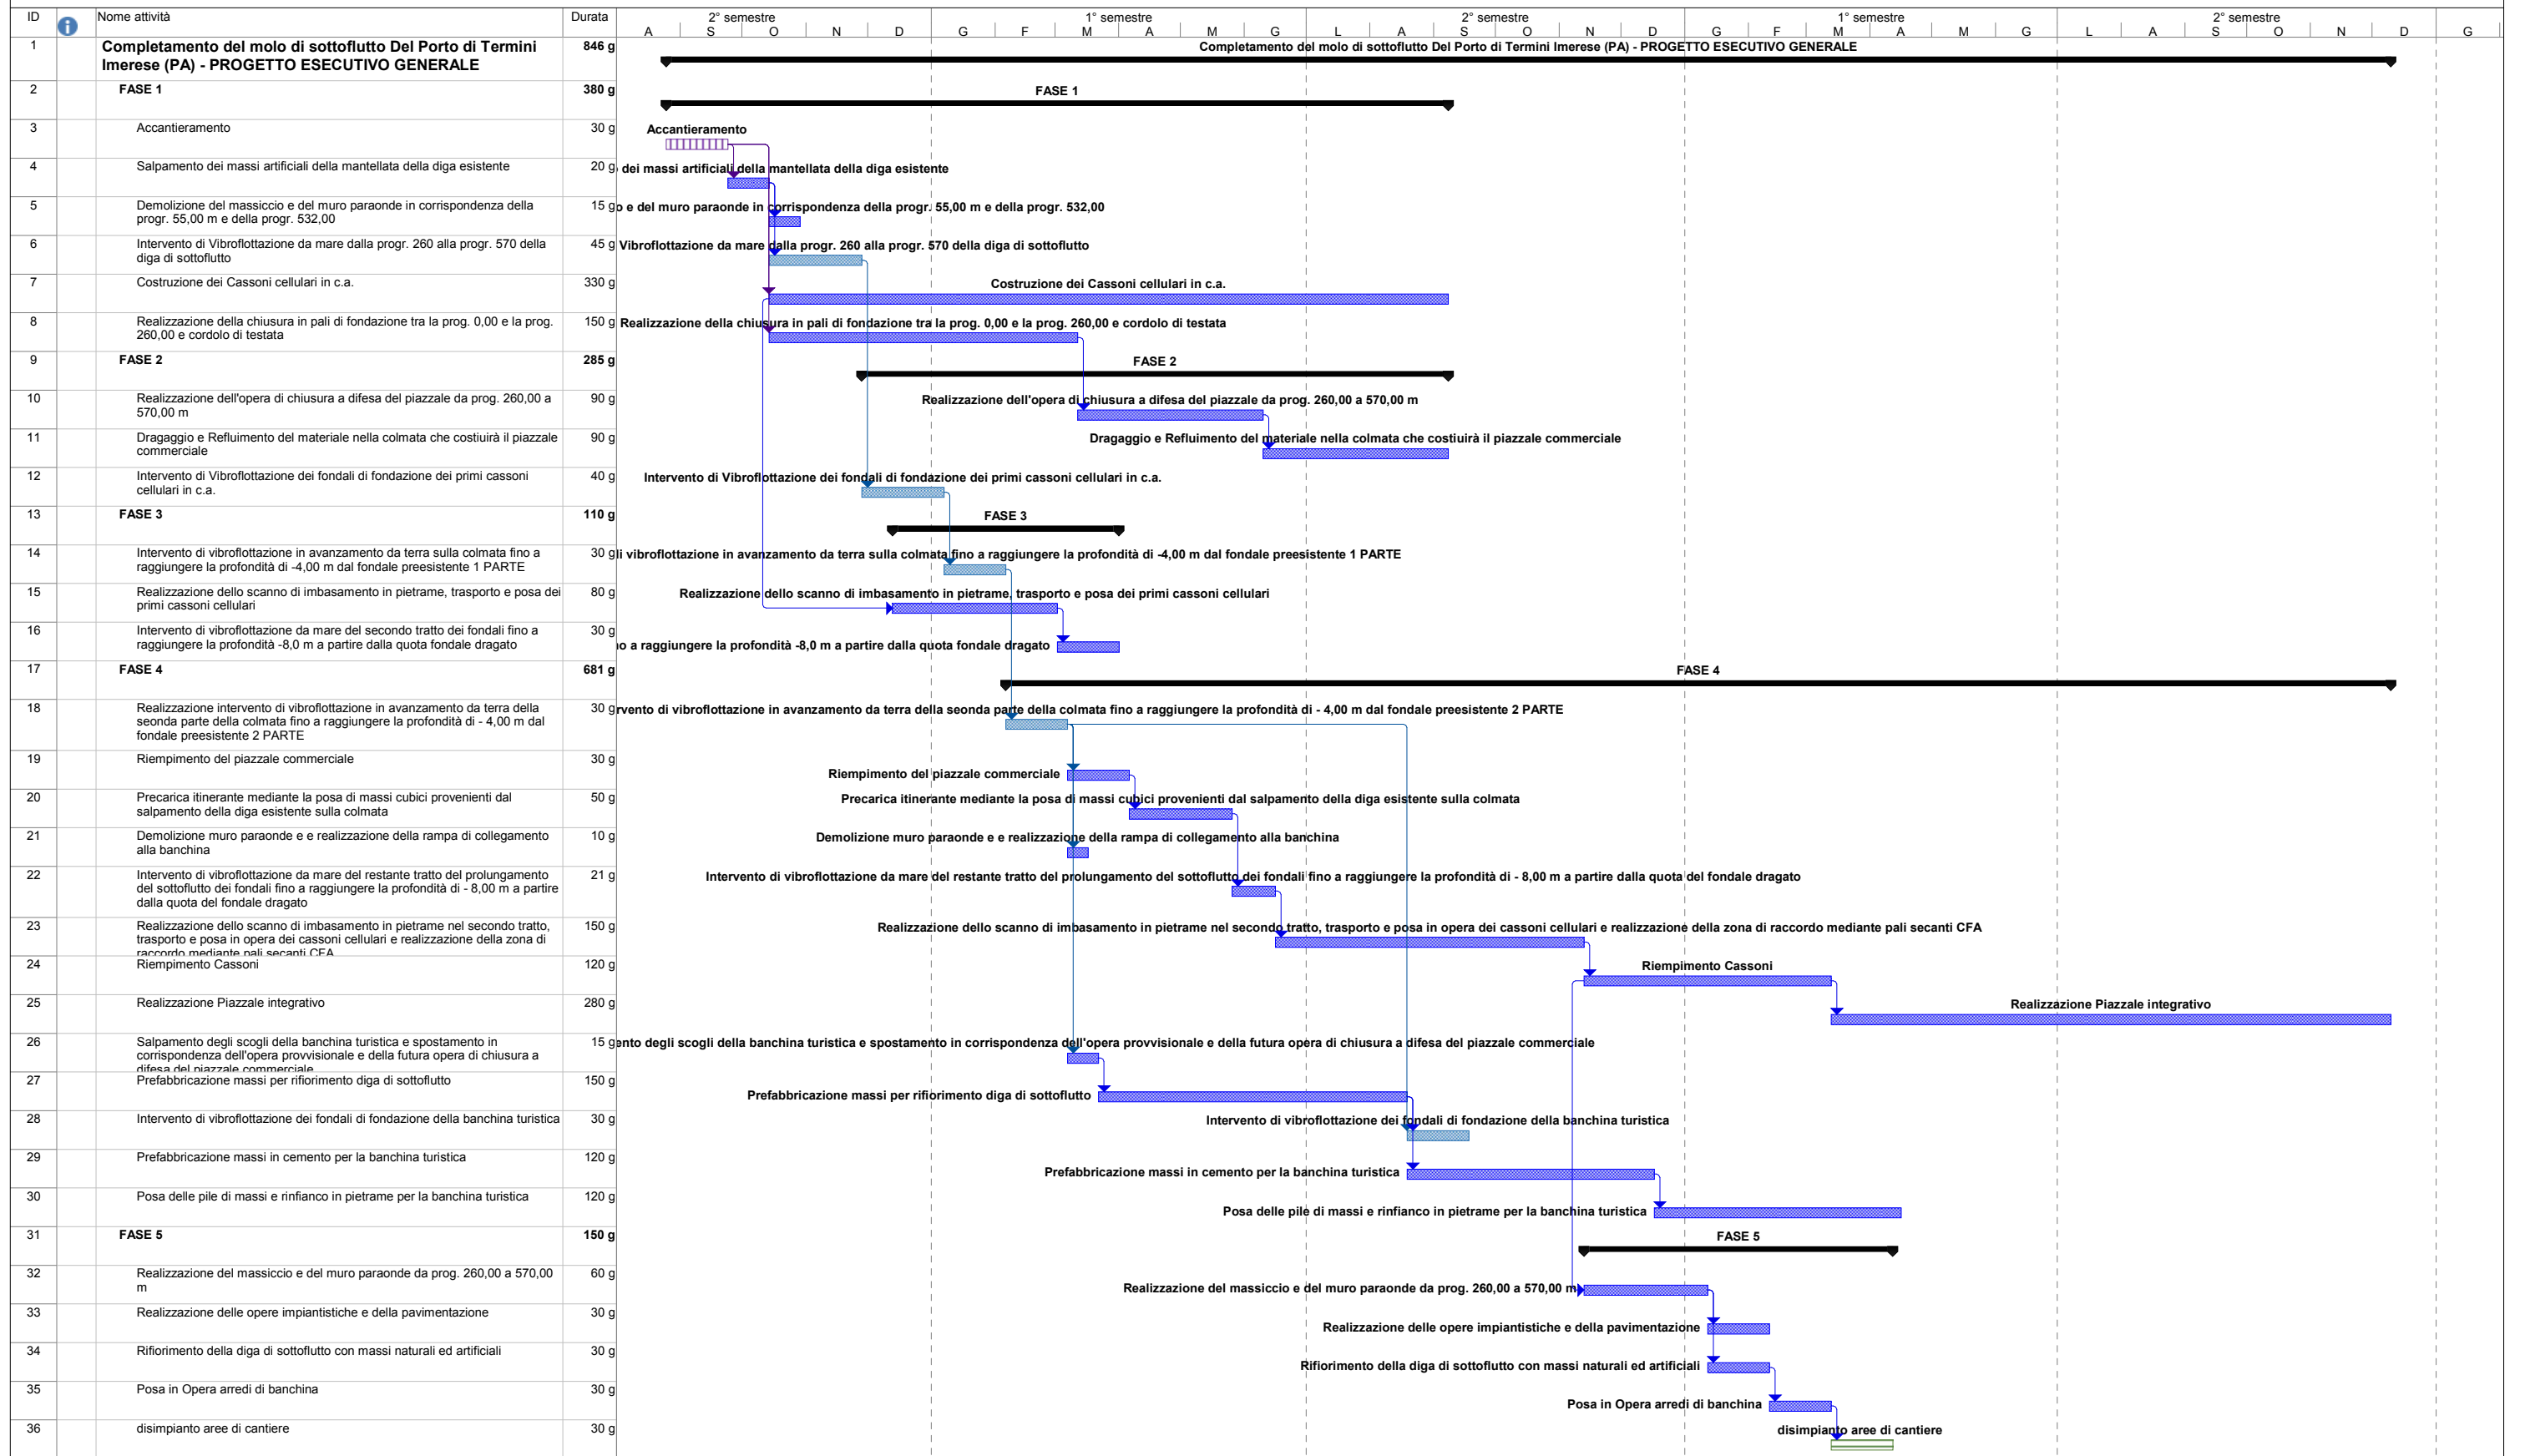 ID Nome attività Durata 2° semestre 1° semestre 2° semestre 1° semestre 2° semestre
A S O N D G F M A M G L A S O N D G F M A M G L A S O N D G
1 Completamento del molo di sottoflutto Del Porto di Termini
Imerese (PA) - PROGETTO ESECUTIVO GENERALE
846 g
Completamento del molo di sottoflutto Del Porto di Termini Imerese (PA) - PROGETTO ESECUTIVO GENERALE
2 FASE 1 380 g
FASE 1
3 Accantieramento 30 g
Accantieramento
4 Salpamento dei massi artificiali della mantellata della diga esistente 20 g
dei massi artificiali della mantellata della diga esistente
5 Demolizione del massiccio e del muro paraonde in corrispondenza della
progr. 55,00 m e della progr. 532,00
15 g
o e del muro paraonde in corrispondenza della progr. 55,00 m e della progr. 532,00
6 Intervento di Vibroflottazione da mare dalla progr. 260 alla progr. 570 della
diga di sottoflutto
45 g
Vibroflottazione da mare dalla progr. 260 alla progr. 570 della diga di sottoflutto
7 Costruzione dei Cassoni cellulari in c.a. 330 g
Costruzione dei Cassoni cellulari in c.a.
8 Realizzazione della chiusura in pali di fondazione tra la prog. 0,00 e la prog.
260,00 e cordolo di testata
150 g
Realizzazione della chiusura in pali di fondazione tra la prog. 0,00 e la prog. 260,00 e cordolo di testata
9 FASE 2 285 g
FASE 2
10 Realizzazione dell'opera di chiusura a difesa del piazzale da prog. 260,00 a
570,00 m
90 g
Realizzazione dell'opera di chiusura a difesa del piazzale da prog. 260,00 a 570,00 m
11 Dragaggio e Refluimento del materiale nella colmata che costiuirà il piazzale
commerciale
90 g
Dragaggio e Refluimento del materiale nella colmata che costiuirà il piazzale commerciale
12 Intervento di Vibroflottazione dei fondali di fondazione dei primi cassoni
cellulari in c.a.
40 g
Intervento di Vibroflottazione dei fondali di fondazione dei primi cassoni cellulari in c.a.
13 FASE 3 110 g
FASE 3
14 Intervento di vibroflottazione in avanzamento da terra sulla colmata fino a
raggiungere la profondità di -4,00 m dal fondale preesistente 1 PARTE
30 g
li vibroflottazione in avanzamento da terra sulla colmata fino a raggiungere la profondità di -4,00 m dal fondale preesistente 1 PARTE
15 Realizzazione dello scanno di imbasamento in pietrame, trasporto e posa dei
primi cassoni cellulari
80 g
Realizzazione dello scanno di imbasamento in pietrame, trasporto e posa dei primi cassoni cellulari
16 Intervento di vibroflottazione da mare del secondo tratto dei fondali fino a
raggiungere la profondità -8,0 m a partire dalla quota fondale dragato
30 g
no a raggiungere la profondità -8,0 m a partire dalla quota fondale dragato
17 FASE 4 681 g
FASE 4
18 Realizzazione intervento di vibroflottazione in avanzamento da terra della
seonda parte della colmata fino a raggiungere la profondità di - 4,00 m dal
fondale preesistente 2 PARTE
30 g
rvento di vibroflottazione in avanzamento da terra della seonda parte della colmata fino a raggiungere la profondità di - 4,00 m dal fondale preesistente 2 PARTE
19 Riempimento del piazzale commerciale 30 g
Riempimento del piazzale commerciale
20 Precarica itinerante mediante la posa di massi cubici provenienti dal
salpamento della diga esistente sulla colmata
50 g
Precarica itinerante mediante la posa di massi cubici provenienti dal salpamento della diga esistente sulla colmata
21 Demolizione muro paraonde e e realizzazione della rampa di collegamento
alla banchina
10 g
Demolizione muro paraonde e e realizzazione della rampa di collegamento alla banchina
22 Intervento di vibroflottazione da mare del restante tratto del prolungamento
del sottoflutto dei fondali fino a raggiungere la profondità di - 8,00 m a partire
dalla quota del fondale dragato
21 g
Intervento di vibroflottazione da mare del restante tratto del prolungamento del sottoflutto dei fondali fino a raggiungere la profondità di - 8,00 m a partire dalla quota del fondale dragato
23 Realizzazione dello scanno di imbasamento in pietrame nel secondo tratto,
trasporto e posa in opera dei cassoni cellulari e realizzazione della zona di
raccordo mediante pali secanti CFA
150 g
Realizzazione dello scanno di imbasamento in pietrame nel secondo tratto, trasporto e posa in opera dei cassoni cellulari e realizzazione della zona di raccordo mediante pali secanti CFA
24 Riempimento Cassoni 120 g
Riempimento Cassoni
25 Realizzazione Piazzale integrativo 280 g
Realizzazione Piazzale integrativo
26 Salpamento degli scogli della banchina turistica e spostamento in
corrispondenza dell'opera provvisionale e della futura opera di chiusura a
difesa del piazzale commerciale
15 g
ento degli scogli della banchina turistica e spostamento in corrispondenza dell'opera provvisionale e della futura opera di chiusura a difesa del piazzale commerciale
27 Prefabbricazione massi per rifiorimento diga di sottoflutto 150 g
Prefabbricazione massi per rifiorimento diga di sottoflutto
28 Intervento di vibroflottazione dei fondali di fondazione della banchina turistica 30 g
Intervento di vibroflottazione dei fondali di fondazione della banchina turistica
29 Prefabbricazione massi in cemento per la banchina turistica 120 g
Prefabbricazione massi in cemento per la banchina turistica
30 Posa delle pile di massi e rinfianco in pietrame per la banchina turistica 120 g
Posa delle pile di massi e rinfianco in pietrame per la banchina turistica
31 FASE 5 150 g
FASE 5
32 Realizzazione del massiccio e del muro paraonde da prog. 260,00 a 570,00
m
60 g
Realizzazione del massiccio e del muro paraonde da prog. 260,00 a 570,00 m
33 Realizzazione delle opere impiantistiche e della pavimentazione 30 g
Realizzazione delle opere impiantistiche e della pavimentazione
34 Rifiorimento della diga di sottoflutto con massi naturali ed artificiali 30 g
Rifiorimento della diga di sottoflutto con massi naturali ed artificiali
35 Posa in Opera arredi di banchina 30 g
Posa in Opera arredi di banchina
36 disimpianto aree di cantiere 30 g
disimpianto aree di cantiere